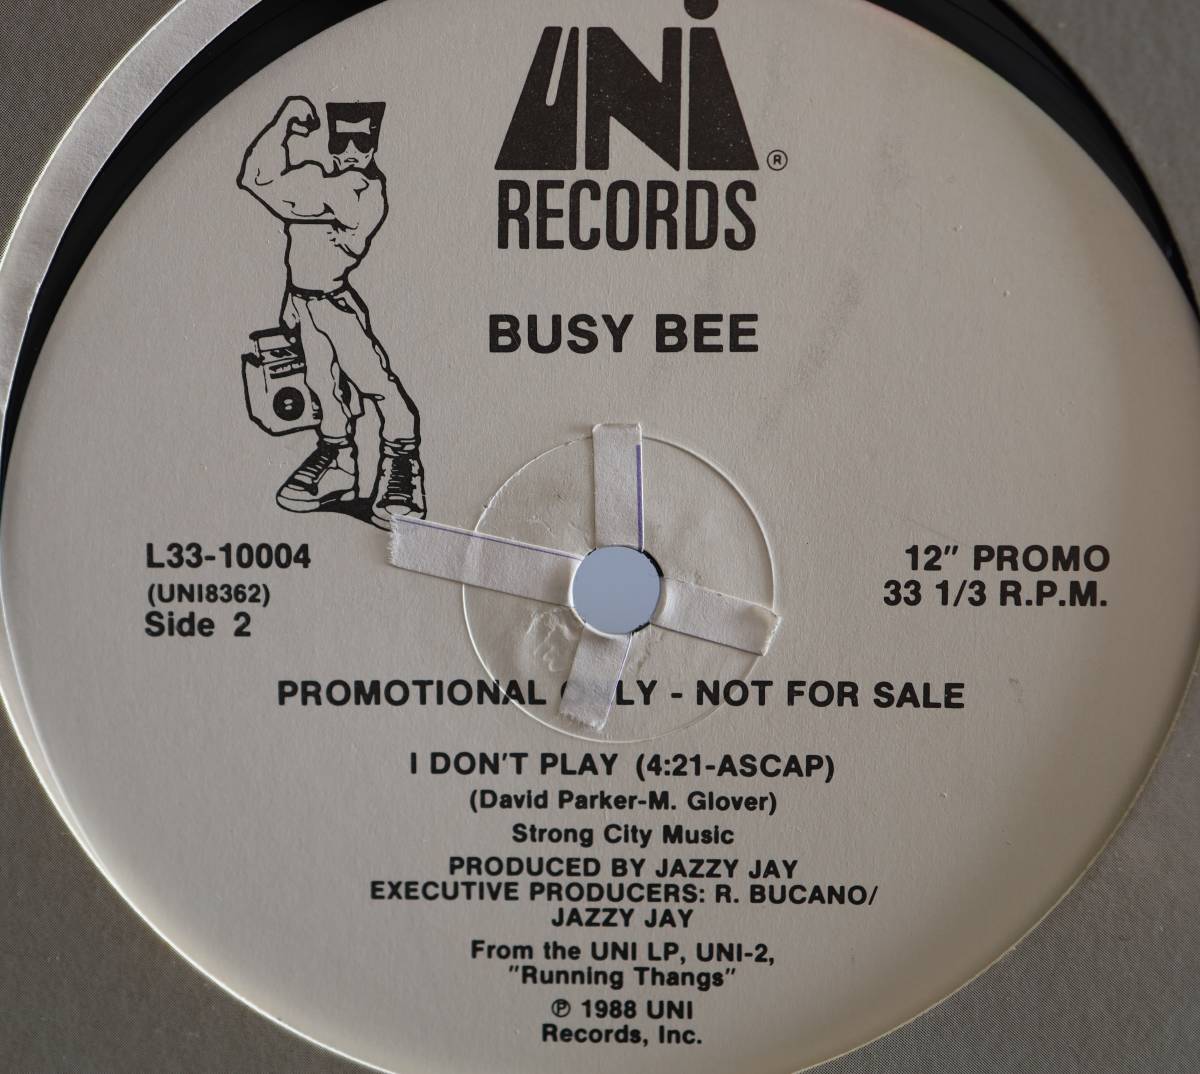 UNI ®
RECORDS
BUSY BEE
L33-10004
(UNI8362)
Side 2
12" PROMO
33 1/3 R.P.M.
PROMOTIONAL LY - NOT FOR SALE
I DON'T PLAY (4:21-ASCAP)
(David Parker-M. Glover)
Strong City Music
PRODUCED BY JAZZY JAY
EXECUTIVE PRODUCERS: R. BUCANO/
JAZZY JAY
From the UNI LP, UNI-2,
"Running Thangs"
℗ 1988 UNI
Records, Inc.